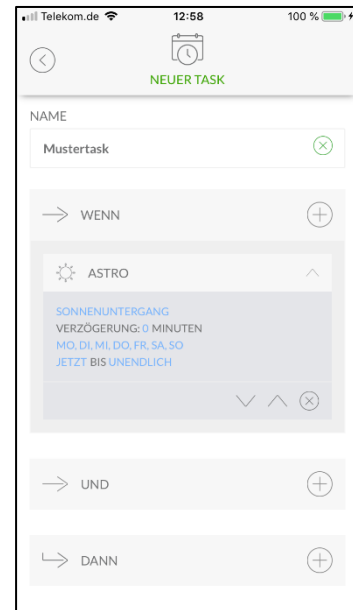 Telekom.de 12:58 100 %
NEUER TASK
NAME
Mustertask
WENN
ASTRO
SONNENUNTERGANG
VERZÖGERUNG: 0 MINUTEN
MO, DI, MI, DO, FR, SA, SO
JETZT BIS UNENDLICH
UND
DANN